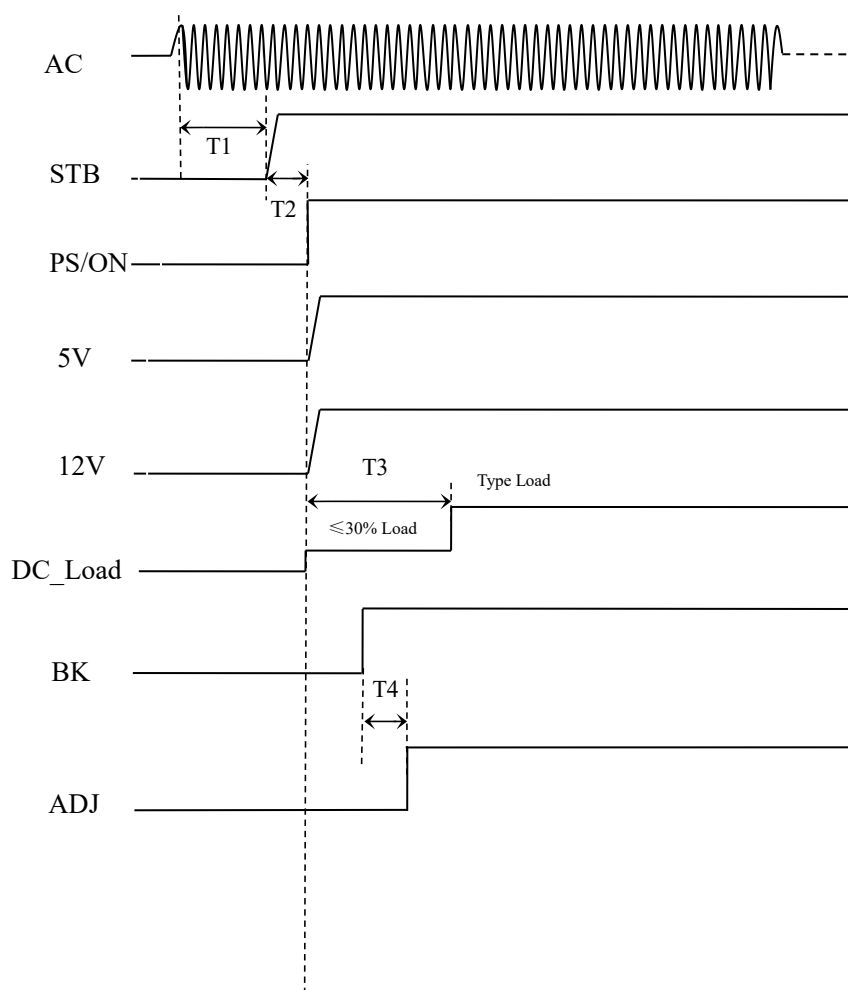 AC
T1
STB
T2
PS/ON
5V
12V
T3
Type Load
≤30% Load
DC_Load
BK
T4
ADJ